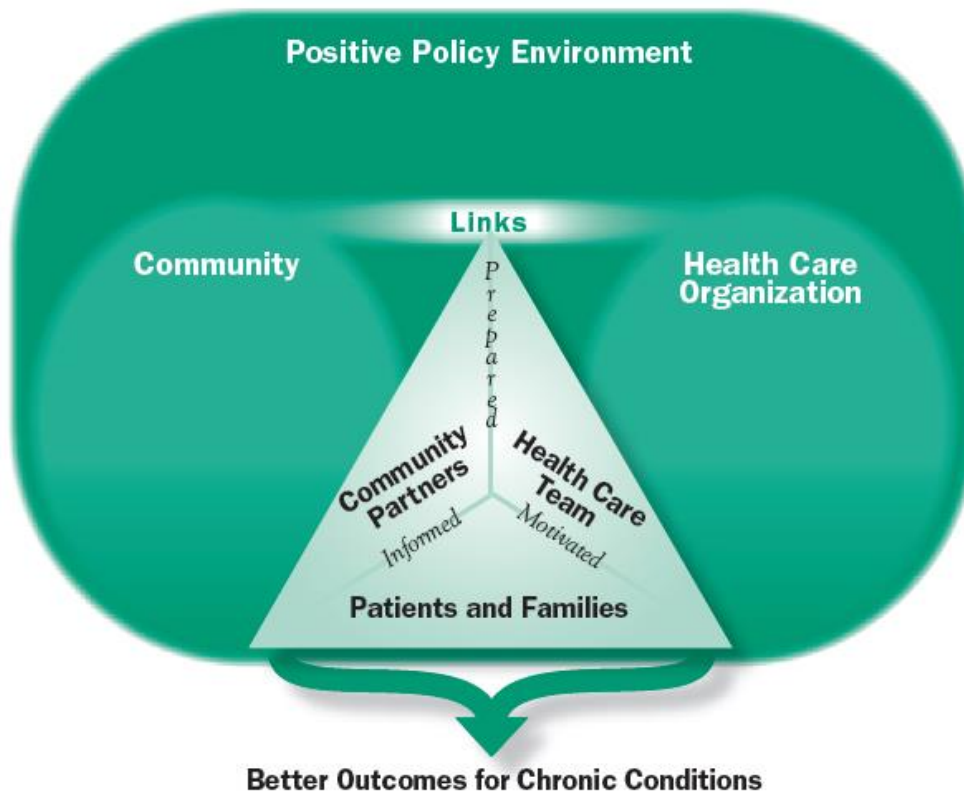 Positive Policy Environment
Links
Community
Health Care
Organization
Prepared
Community
Partners
Health Care
Team
Informed
Motivated
Patients and Families
Better Outcomes for Chronic Conditions